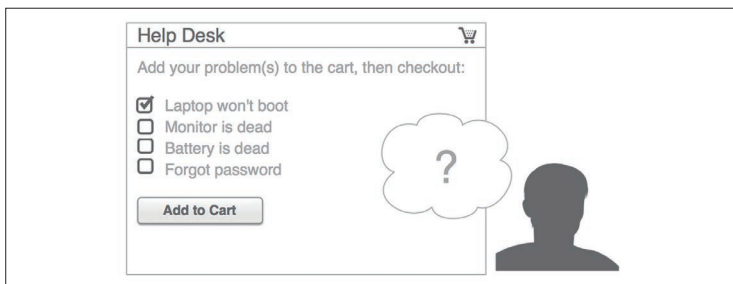 Help Desk
Add your problem(s) to the cart, then checkout:
Laptop won't boot
Monitor is dead
Battery is dead
Forgot password
?
Add to Cart